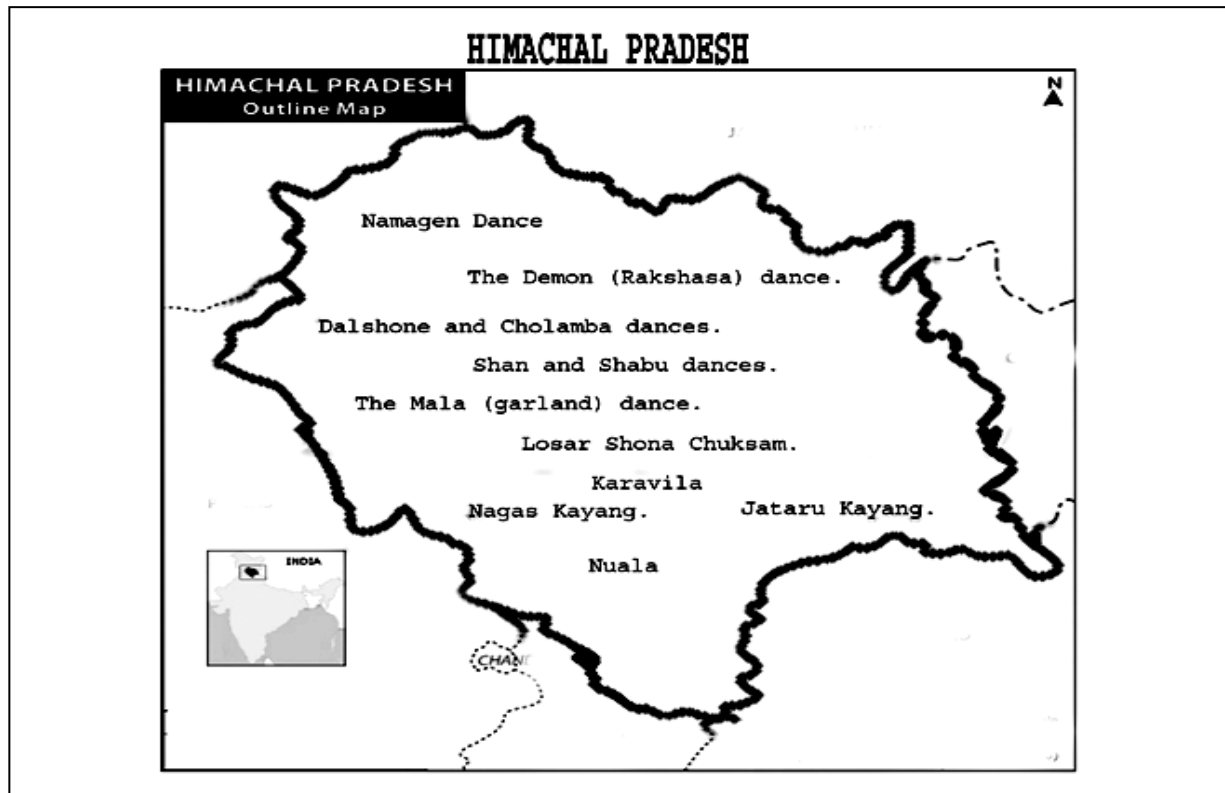 HIMACHAL PRADESH
HIMACHAL PRADESH
Outline Map
N
Namagen Dance
The Demon (Rakshasa) dance.
Dalshone and Cholamba dances.
Shan and Shabu dances.
The Mala (garland) dance.
Losar Shona Chuksam.
Karavila
Nagas Kayang.
Jataru Kayang.
Nuala
INDIA